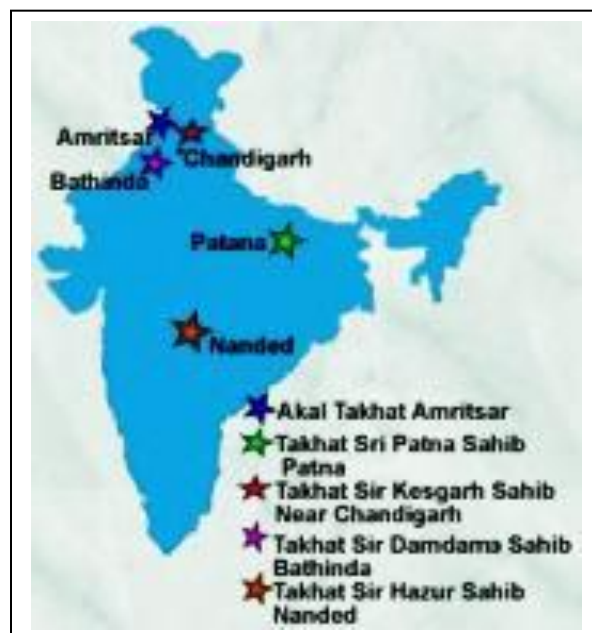 Amritsar
Chandigarh
Bathinda
Patana
Nanded
Akal Takhat Amritsar
Takhat Sri Patna Sahib
Patna
Takhat Sir Kesgarh Sahib
Near Chandigarh
Takhat Sir Damdama Sahib
Bathinda
Takhat Sir Hazur Sahib
Nanded